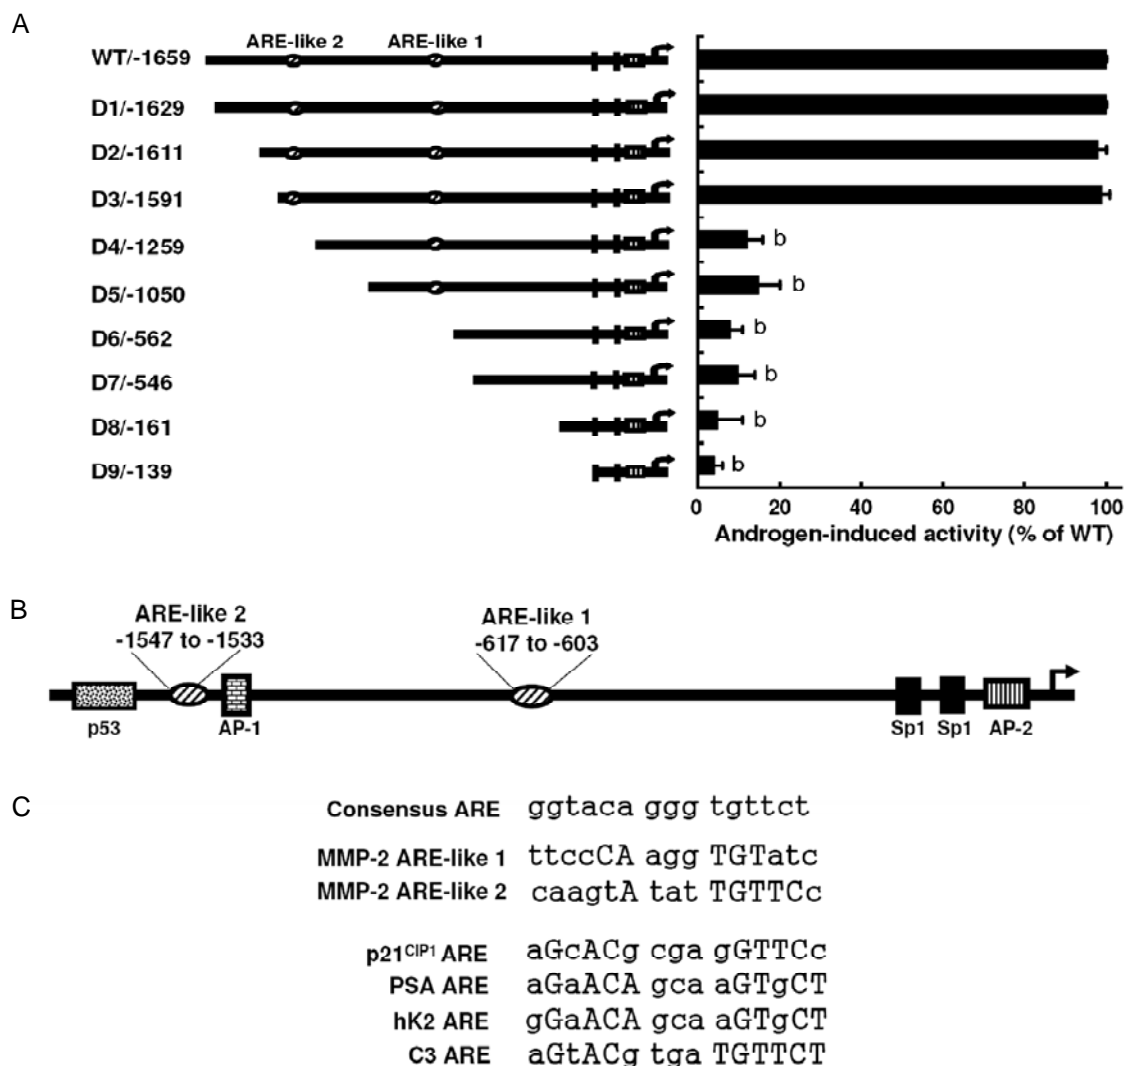 A
ARE-like 2 ARE-like 1
WT/-1659
D1/-1629
D2/-1611
D3/-1591
D4/-1259 b
D5/-1050 b
D6/-562 b
D7/-546 b
D8/-161 b
D9/-139 b
0 20 40 60 80 100
Androgen-induced activity (% of WT)
B
ARE-like 2 ARE-like 1
-1547 to -1533 -617 to -603
p53 AP-1 Sp1 Sp1 AP-2
C
Consensus ARE ggtaca ggg tgttct
MMP-2 ARE-like 1 ttccCA agg TGTatc
MMP-2 ARE-like 2 caagtA tat TGTTCc
p21CIP1 ARE aGcACg cga gGTTCc
PSA ARE aGaACA gca aGTgCT
hK2 ARE gGaACA gca aGTgCT
C3 ARE aGtACg tga TGTTCT